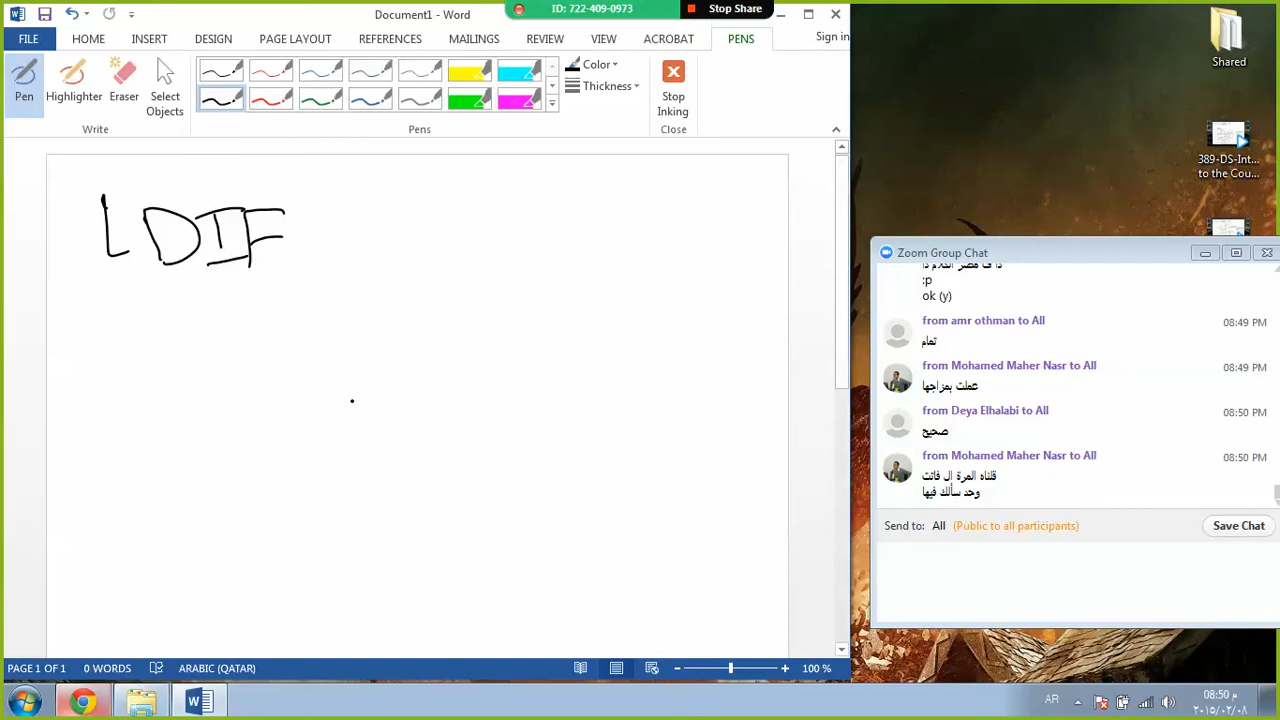 Document1 - Word
ID: 722-409-0973
Stop Share
FILE HOME INSERT DESIGN PAGE LAYOUT REFERENCES MAILINGS REVIEW VIEW ACROBAT PENS Sign in
Pen
Highlighter
Eraser
Select
Objects
Color
Thickness
Stop
Inking
Write
Pens
Close
LDIF
Shared
389-DS-Int...
to the Cou...
Zoom Group Chat
:p
ok (y)
from amr othman to All 08:49 PM
تمام
from Mohamed Maher Nasr to All 08:49 PM
عملت بمزاجها
from Deya Elhalabi to All 08:50 PM
صحيح
from Mohamed Maher Nasr to All 08:50 PM
قلناه المرة ال فاتت
وحد سألك فيها
Send to: All (Public to all participants)
Save Chat
PAGE 1 OF 1 0 WORDS ARABIC (QATAR) 100 %
AR
08:50 م
٢٠١٥/٠٢/٠٨